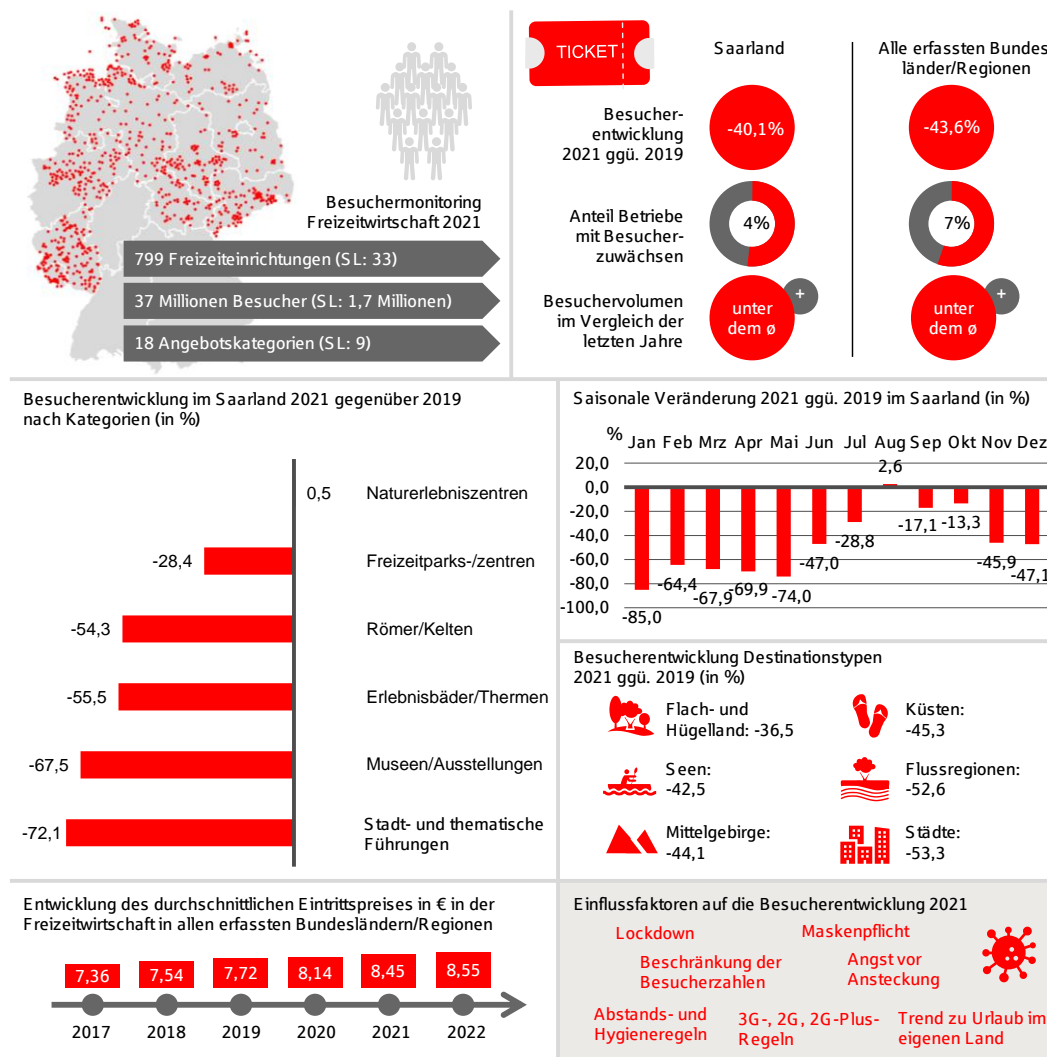 Besuchermonitoring
Freizeitwirtschaft 2021
799 Freizeiteinrichtungen (SL: 33)
37 Millionen Besucher (SL: 1,7 Millionen)
18 Angebotskategorien (SL: 9)
TICKET
Saarland
Alle erfassten Bundes
länder/Regionen
Besucher-
entwicklung
2021 ggü. 2019
-40,1%
-43,6%
Anteil Betriebe
mit Besucher-
zuwächsen
4%
7%
Besuchervolumen
im Vergleich der
letzten Jahre
unter
dem ø
+
unter
dem ø
+
Besucherentwicklung im Saarland 2021 gegenüber 2019
nach Kategorien (in %)
0,5 Naturerlebniszentren
-28,4 Freizeitparks-/zentren
-54,3 Römer/Kelten
-55,5 Erlebnisbäder/Thermen
-67,5 Museen/Ausstellungen
-72,1 Stadt- und thematische
Führungen
Saisonale Veränderung 2021 ggü. 2019 im Saarland (in %)
% Jan Feb Mrz Apr Mai Jun Jul Aug Sep Okt Nov Dez
20,0
0,0
-20,0
-40,0
-60,0
-80,0
-100,0
-85,0
-64,4
-67,9
-69,9
-74,0
-47,0
-28,8
2,6
-17,1
-13,3
-45,9
-47,1
Besucherentwicklung Destinationstypen
2021 ggü. 2019 (in %)
Flach- und
Hügelland: -36,5
Küsten:
-45,3
Seen:
-42,5
Flussregionen:
-52,6
Mittelgebirge:
-44,1
Städte:
-53,3
Entwicklung des durchschnittlichen Eintrittspreises in € in der
Freizeitwirtschaft in allen erfassten Bundesländern/Regionen
7,36 7,54 7,72 8,14 8,45 8,55
2017 2018 2019 2020 2021 2022
Einflussfaktoren auf die Besucherentwicklung 2021
Lockdown
Maskenpflicht
Beschränkung der
Besucherzahlen
Angst vor
Ansteckung
Abstands- und
Hygieneregeln
3G-, 2G, 2G-Plus-
Regeln
Trend zu Urlaub im
eigenen Land